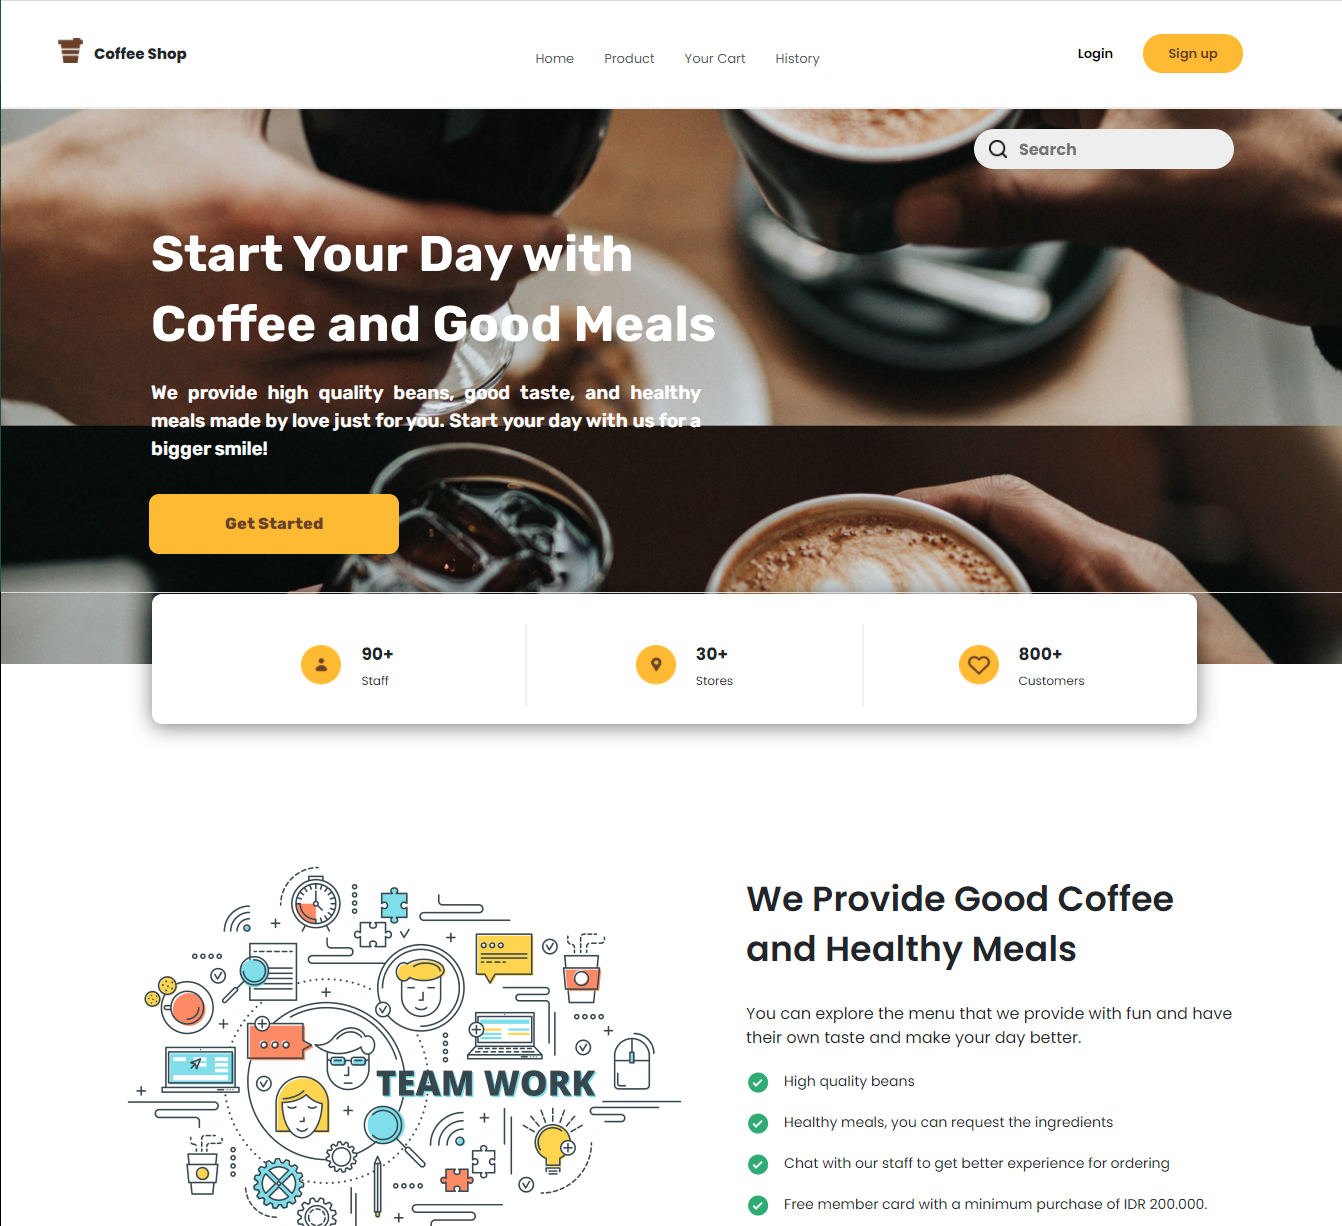 Coffee Shop
Home Product Your Cart History
Login
Sign up
Search
Start Your Day with
Coffee and Good Meals
We provide high quality beans, good taste, and healthy
meals made by love just for you. Start your day with us for a
bigger smile!
Get Started
90+
Staff
30+
Stores
800+
Customers
TEAM WORK
We Provide Good Coffee
and Healthy Meals
You can explore the menu that we provide with fun and have
their own taste and make your day better.
High quality beans
Healthy meals, you can request the ingredients
Chat with our staff to get better experience for ordering
Free member card with a minimum purchase of IDR 200.000.